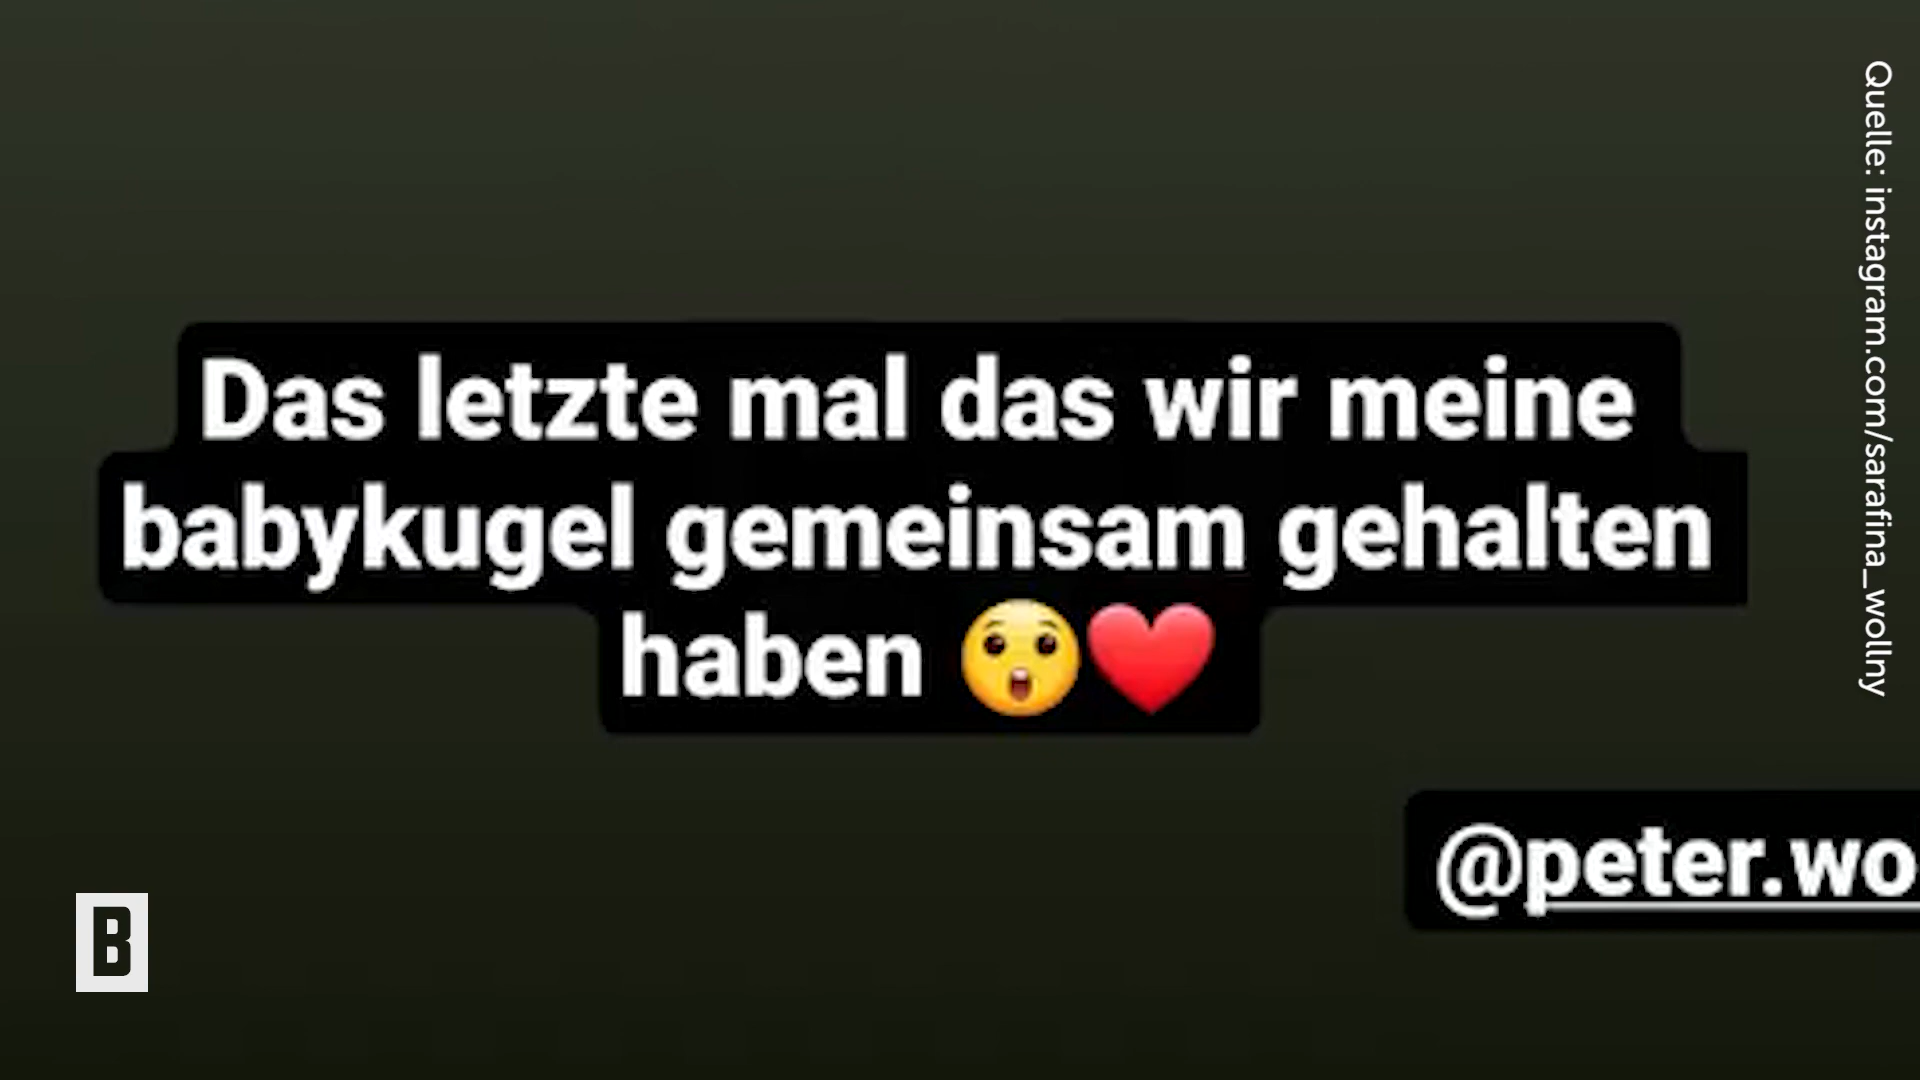 Das letzte mal das wir meine
babykugel gemeinsam gehalten
haben 😲❤️
@peter.wo
Quelle: instagram.com/sarafina_wollny
B